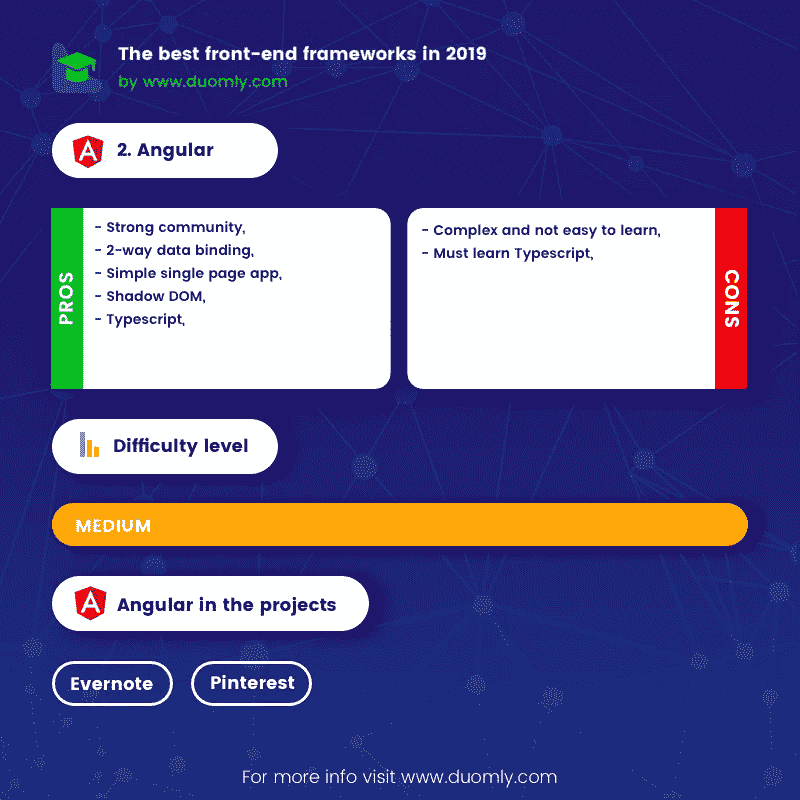 The best front-end frameworks in 2019
by www.duomly.com
2. Angular
PROS
- Strong community,
- 2-way data binding,
- Simple single page app,
- Shadow DOM,
- Typescript,
- Complex and not easy to learn,
- Must learn Typescript,
CONS
Difficulty level
MEDIUM
Angular in the projects
Evernote
Pinterest
For more info visit www.duomly.com